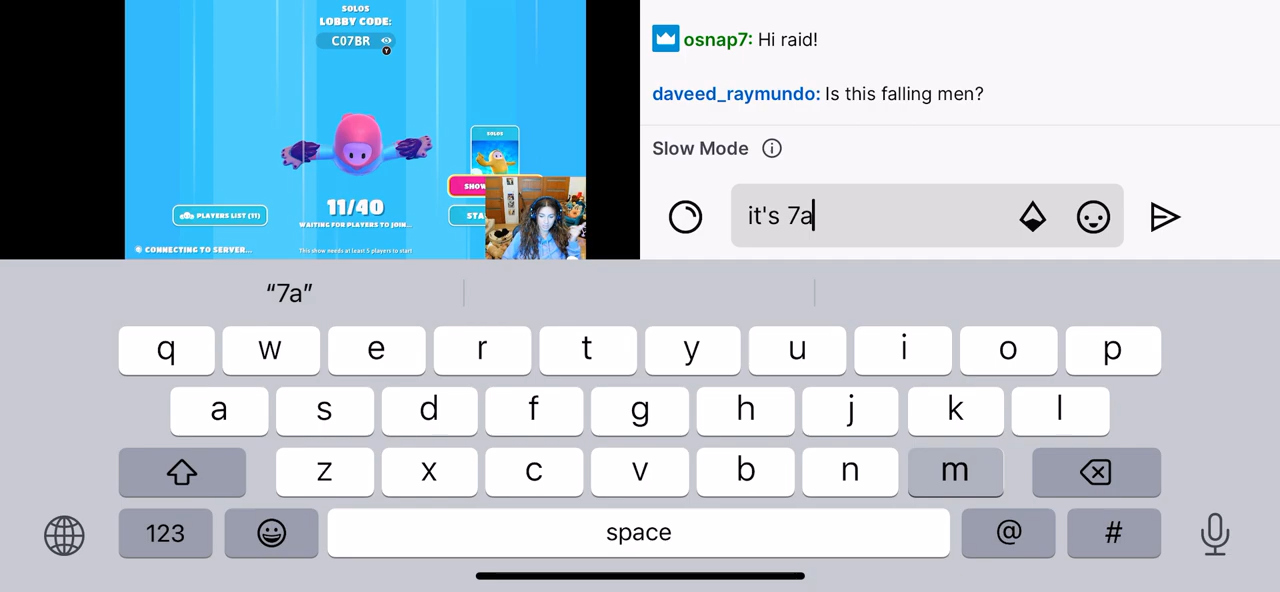 SOLOS
LOBBY CODE:
C07BR
Y
SOLOS
SHOW
11/40
WAITING FOR PLAYERS TO JOIN...
PLAYERS LIST (11)
STA
CONNECTING TO SERVER...
This show needs at least 5 players to start
osnap7: Hi raid!
daveed_raymundo: Is this falling men?
Slow Mode
it's 7a
“7a”
q w e r t y u i o p
a s d f g h j k l
z x c v b n m
123 space @ #